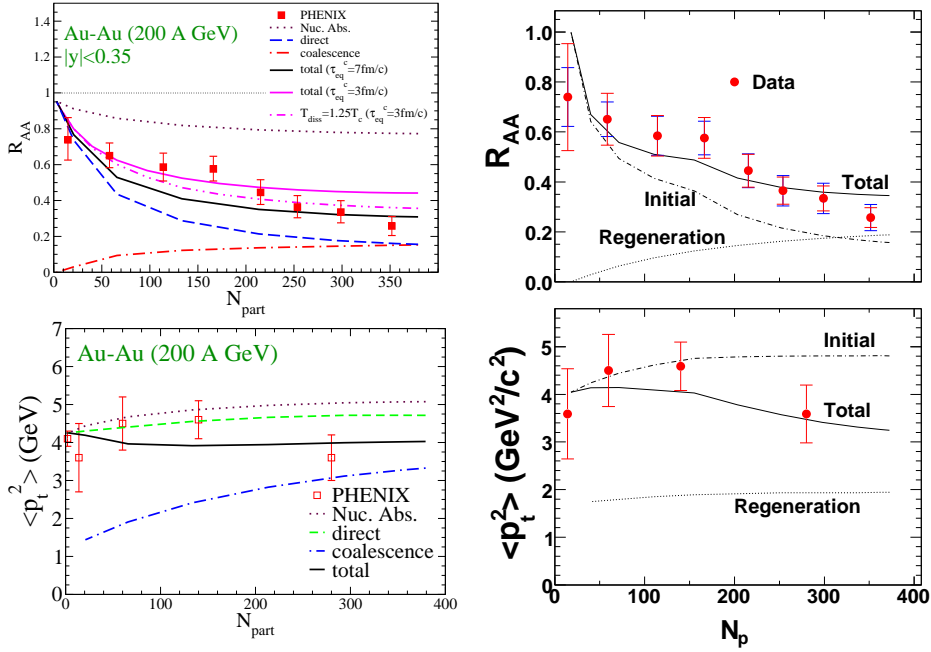 Au-Au (200 A GeV)
|y|<0.35
PHENIX
Nuc. Abs.
direct
coalescence
total (τ_eq^c=7fm/c)
total (τ_eq^c=3fm/c)
T_diss=1.25T_c (τ_eq^c=3fm/c)
R_AA
1.4
1.2
1
0.8
0.6
0.4
0.2
0
0 50 100 150 200 250 300 350 400
N_part
R_AA
1.0
0.8
0.6
0.4
0.2
0.0
Data
Total
Initial
Regeneration
Au-Au (200 A GeV)
<p_t^2> (GeV)
7
6
5
4
3
2
1
0
PHENIX
Nuc. Abs.
direct
coalescence
total
0 100 200 300 400
N_part
<p_t^2> (GeV^2/c^2)
5
4
3
2
1
0
Initial
Total
Regeneration
0 100 200 300 400
N_p